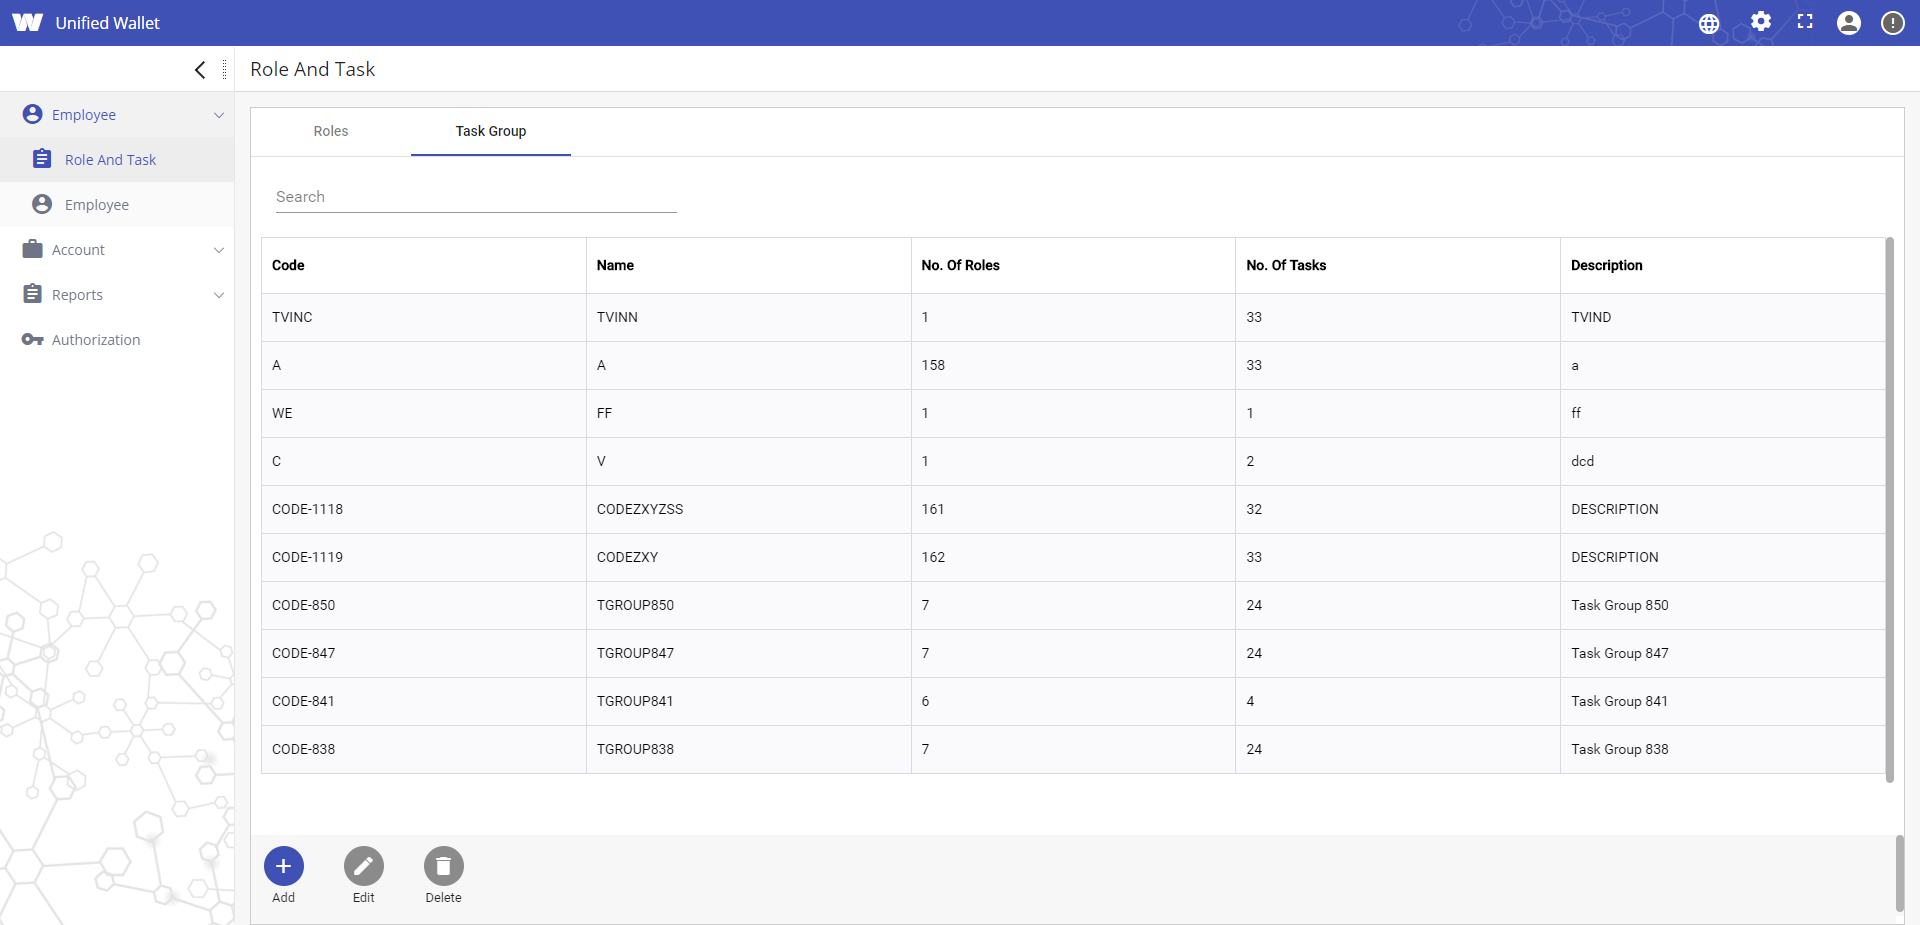 Unified Wallet
Role And Task
Employee
Role And Task
Employee
Account
Reports
Authorization
Roles Task Group
Search
Code Name No. Of Roles No. Of Tasks Description
TVINC TVINN 1 33 TVIND
A A 158 33 a
WE FF 1 1 ff
C V 1 2 dcd
CODE-1118 CODEZXYZSS 161 32 DESCRIPTION
CODE-1119 CODEZXY 162 33 DESCRIPTION
CODE-850 TGROUP850 7 24 Task Group 850
CODE-847 TGROUP847 7 24 Task Group 847
CODE-841 TGROUP841 6 4 Task Group 841
CODE-838 TGROUP838 7 24 Task Group 838
Add Edit Delete